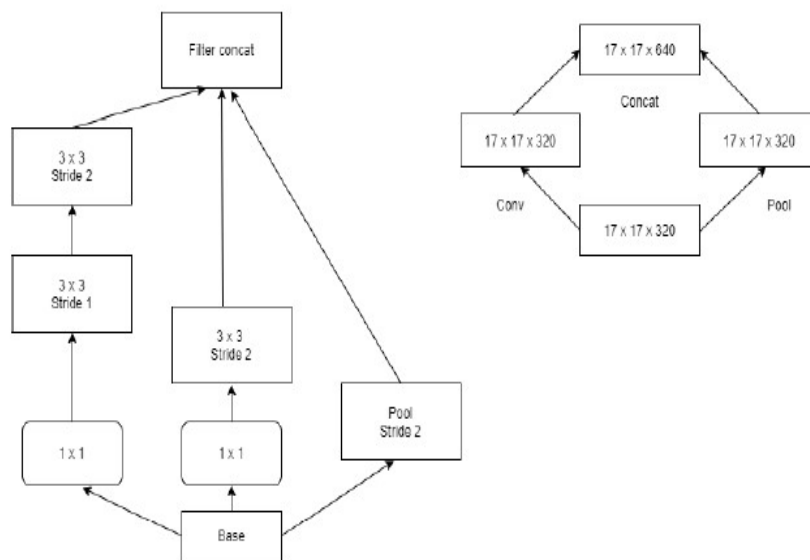 Filter concat
3 x 3
Stride 2
3 x 3
Stride 1
3 x 3
Stride 2
Pool
Stride 2
1 x 1
1 x 1
Base
17 x 17 x 640
Concat
17 x 17 x 320
17 x 17 x 320
Conv
Pool
17 x 17 x 320